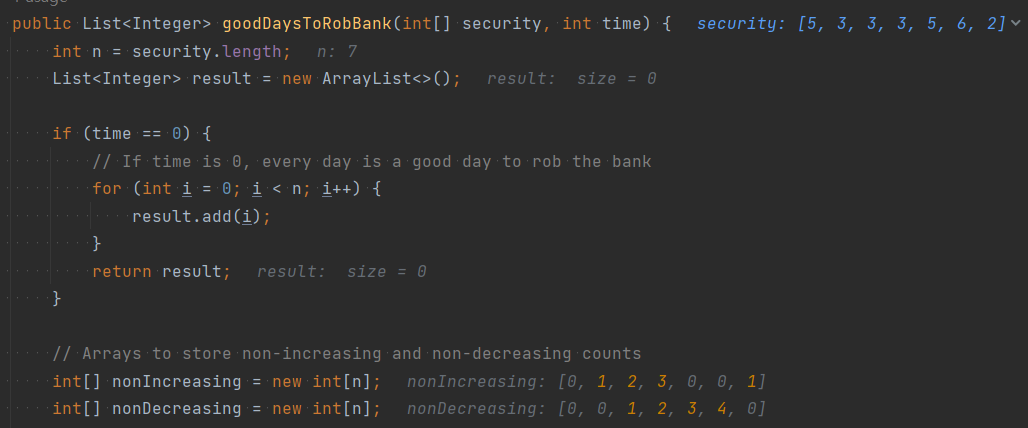 public List<Integer> goodDaysToRobBank(int[] security, int time) {   security: [5, 3, 3, 3, 5, 6, 2]
int n = security.length;   n: 7
List<Integer> result = new ArrayList<>();   result:  size = 0
if (time == 0) {
// If time is 0, every day is a good day to rob the bank
for (int i = 0; i < n; i++) {
result.add(i);
}
return result;   result:  size = 0
}
// Arrays to store non-increasing and non-decreasing counts
int[] nonIncreasing = new int[n];   nonIncreasing: [0, 1, 2, 3, 0, 0, 1]
int[] nonDecreasing = new int[n];   nonDecreasing: [0, 0, 1, 2, 3, 4, 0]